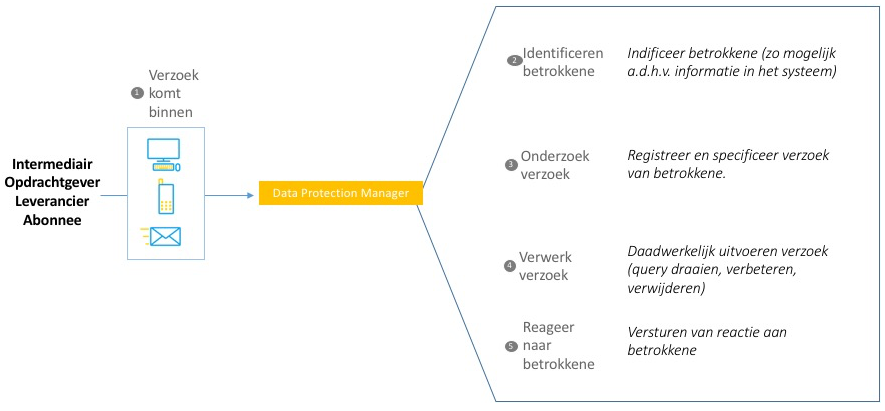 Intermediair
Opdrachtgever
Leverancier
Abonnee
1
Verzoek
komt
binnen
Data Protection Manager
2
Identificeren
betrokkene
Indificeer betrokkene (zo mogelijk
a.d.h.v. informatie in het systeem)
3
Onderzoek
verzoek
Registreer en specificeer verzoek
van betrokkene.
4
Verwerk
verzoek
Daadwerkelijk uitvoeren verzoek
(query draaien, verbeteren,
verwijderen)
5
Reageer
naar
betrokkene
Versturen van reactie aan
betrokkene